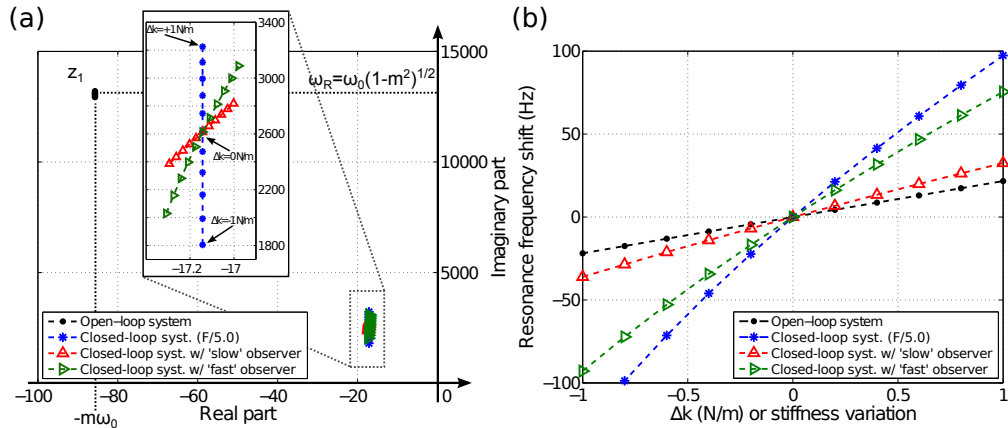 (a)
Δk=+1N/m
3400
3000
2600
2200
1800
Δk=0N/m
Δk=-1N/m
−17.2
−17
z1
ωR=ω0(1-m²)1/2
15000
10000
5000
Imaginary part
Open−loop system
Closed−loop syst. (F/5.0)
Closed−loop syst. w/ 'slow' observer
Closed−loop syst. w/ 'fast' observer
−100
−80
−60
−40
−20
0
Real part
-mω0
(b)
Resonance frequency shift (Hz)
100
50
0
−50
−100
Open−loop system
Closed−loop syst. (F/5.0)
Closed−loop syst. w/ 'slow' observer
Closed−loop syst. w/ 'fast' observer
−1
−0.5
0
0.5
1
Δk (N/m) or stiffness variation